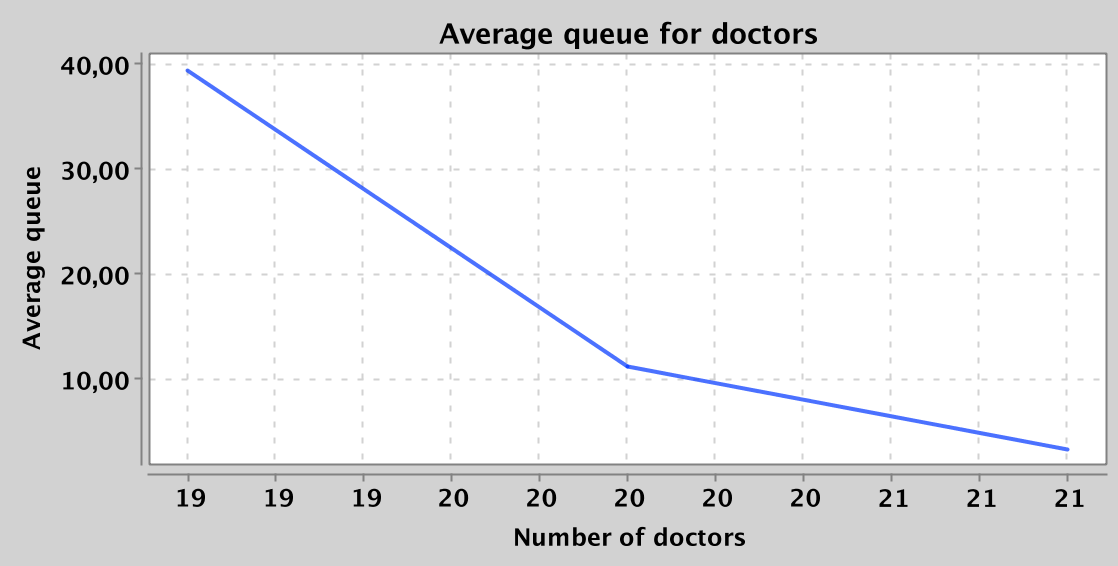 Average queue for doctors
40,00
30,00
20,00
10,00
Average queue
19 19 19 20 20 20 20 20 21 21 21
Number of doctors